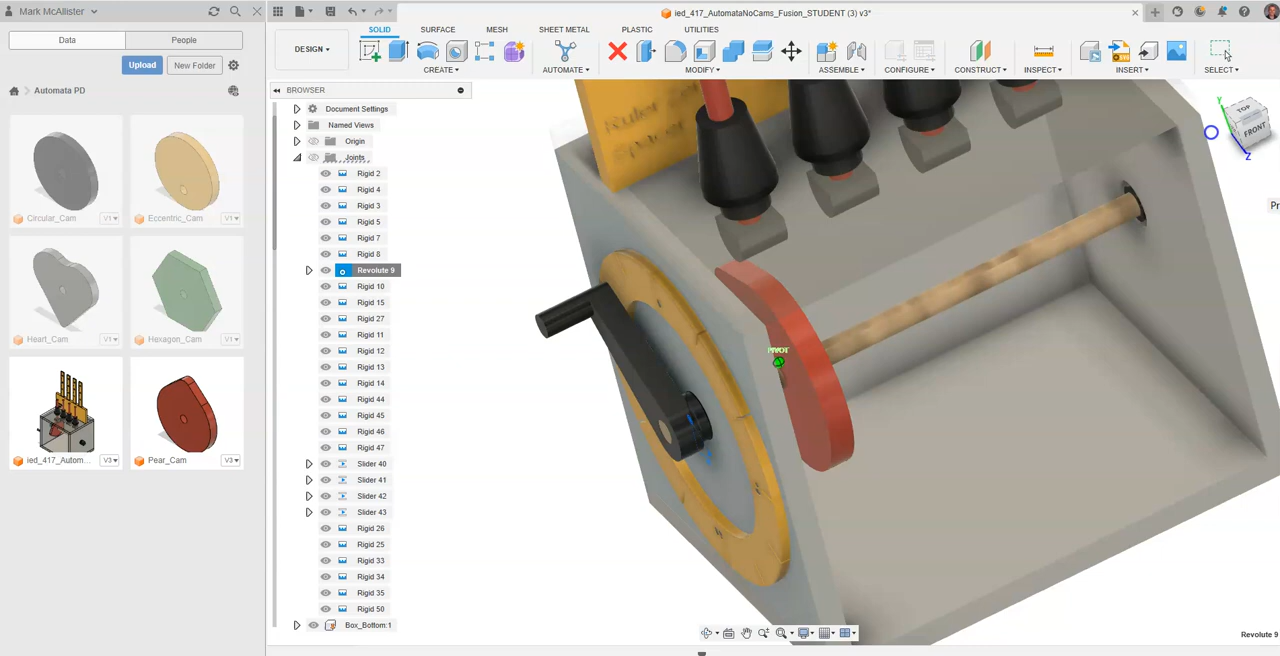 Mark McAllister
Data
People
Upload
New Folder
Automata PD
Circular_Cam
V1
Eccentric_Cam
V1
Heart_Cam
V1
Hexagon_Cam
V1
ied_417_Autom...
V3
Pear_Cam
V3
ied_417_AutomataNoCams_Fusion_STUDENT (3) v3*
DESIGN
SOLID
SURFACE
MESH
SHEET METAL
PLASTIC
UTILITIES
CREATE
AUTOMATE
MODIFY
ASSEMBLE
CONFIGURE
CONSTRUCT
INSPECT
INSERT
SELECT
BROWSER
Document Settings
Named Views
Origin
Joints
Rigid 2
Rigid 4
Rigid 3
Rigid 5
Rigid 7
Rigid 8
Revolute 9
Rigid 10
Rigid 15
Rigid 27
Rigid 11
Rigid 12
Rigid 13
Rigid 14
Rigid 44
Rigid 45
Rigid 46
Rigid 47
Slider 40
Slider 41
Slider 42
Slider 43
Rigid 26
Rigid 25
Rigid 33
Rigid 34
Rigid 35
Rigid 50
Box_Bottom:1
PIVOT
Y
TOP
FRONT
Z
Pr
Revolute 9